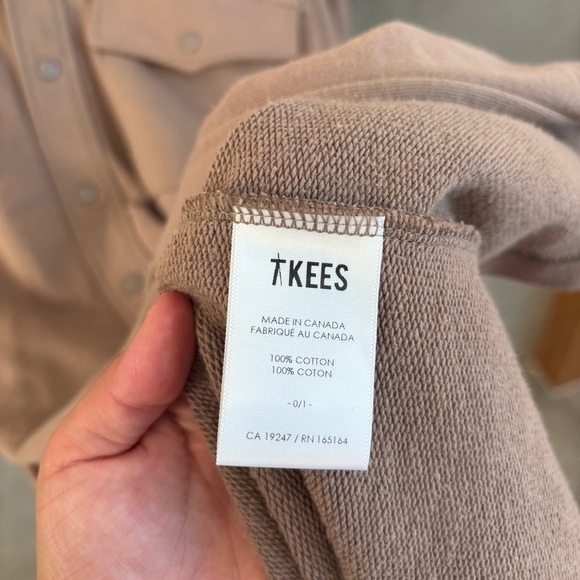 TKEES
MADE IN CANADA
FABRIQUÉ AU CANADA
100% COTTON
100% COTON
- 0/1 -
CA 19247 / RN 165164